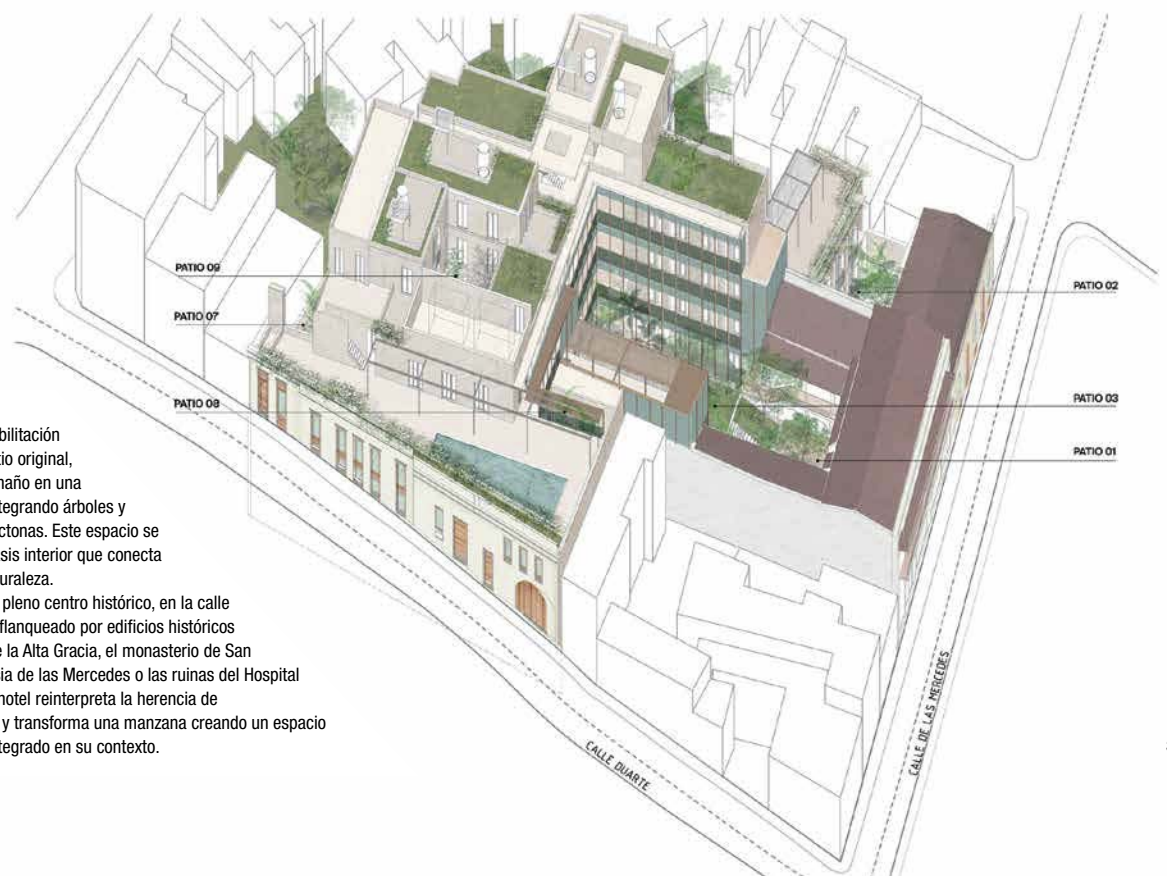 PATIO 09
PATIO 07
PATIO 08
PATIO 02
PATIO 03
PATIO 01
bilitación
tio original,
naño en una
tegrando árboles y
ctonas. Este espacio se
sis interior que conecta
uraleza.
pleno centro histórico, en la calle
flanqueado por edificios históricos
e la Alta Gracia, el monasterio de San
sia de las Mercedes o las ruinas del Hospital
hotel reinterpreta la herencia de
y transforma una manzana creando un espacio
tegrado en su contexto.
CALLE DUARTE
CALLE DE LAS MERCEDES